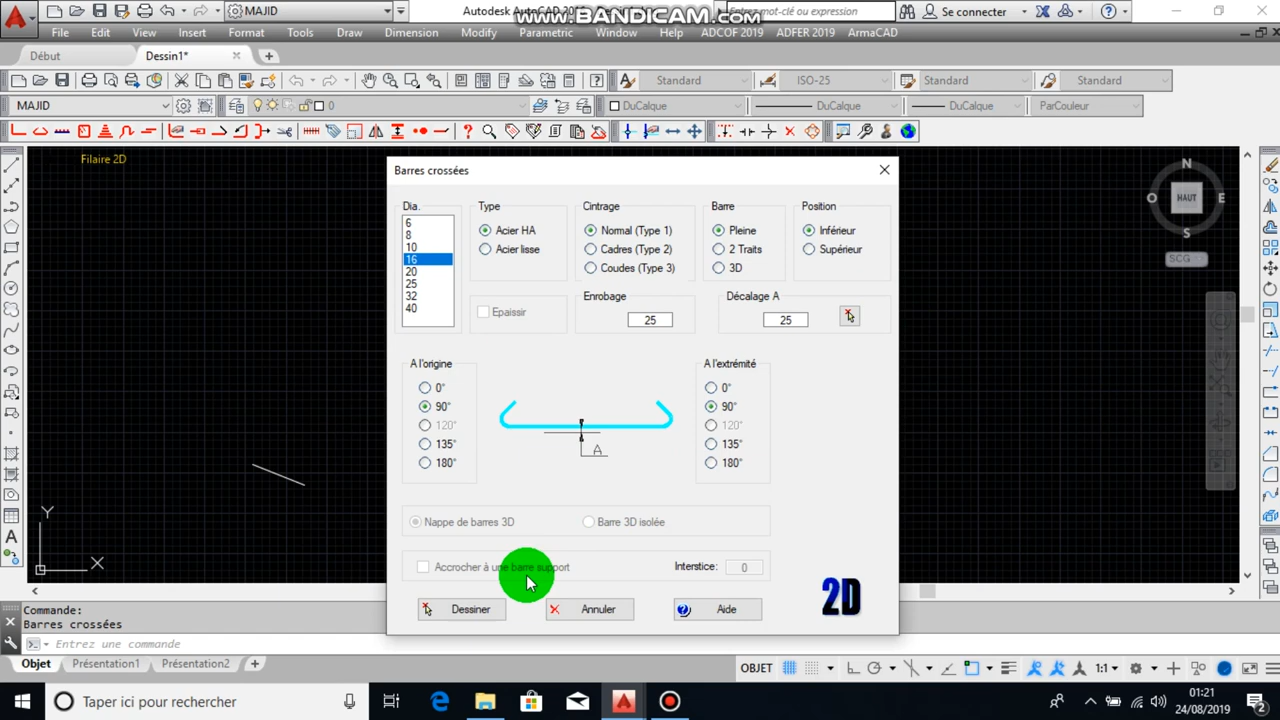 MAJID
Autodesk AutoCAD 20
www.BANDICAM.com
trez mot-clé ou expression
Se connecter
File Edit View Insert Format Tools Draw Dimension Modify Parametric Window Help ADCOF 2019 ADFER 2019 ArmaCAD
Début
Dessin1*
Standard
ISO-25
Standard
Standard
MAJID
0
DuCalque
DuCalque
DuCalque
ParCouleur
Filaire 2D
N
O HAUT E
S
SCG
Barres crossées
Dia.
6
8
10
16
20
25
32
40
Type
Acier HA
Acier lisse
Epaissir
Cintrage
Normal (Type 1)
Cadres (Type 2)
Coudes (Type 3)
Enrobage
25
Barre
Pleine
2 Traits
3D
Position
Inférieur
Supérieur
Décalage A
25
A l'origine
0°
90°
120°
135°
180°
A
A l'extrémité
0°
90°
120°
135°
180°
Nappe de barres 3D
Barre 3D isolée
Accrocher à une barre support
Interstice: 0
2D
Dessiner
Annuler
Aide
Y
X
Commande:
Barres crossées
Entrez une commande
Objet Présentation1 Présentation2
OBJET
1:1
Taper ici pour rechercher
01:21
24/08/2019
2